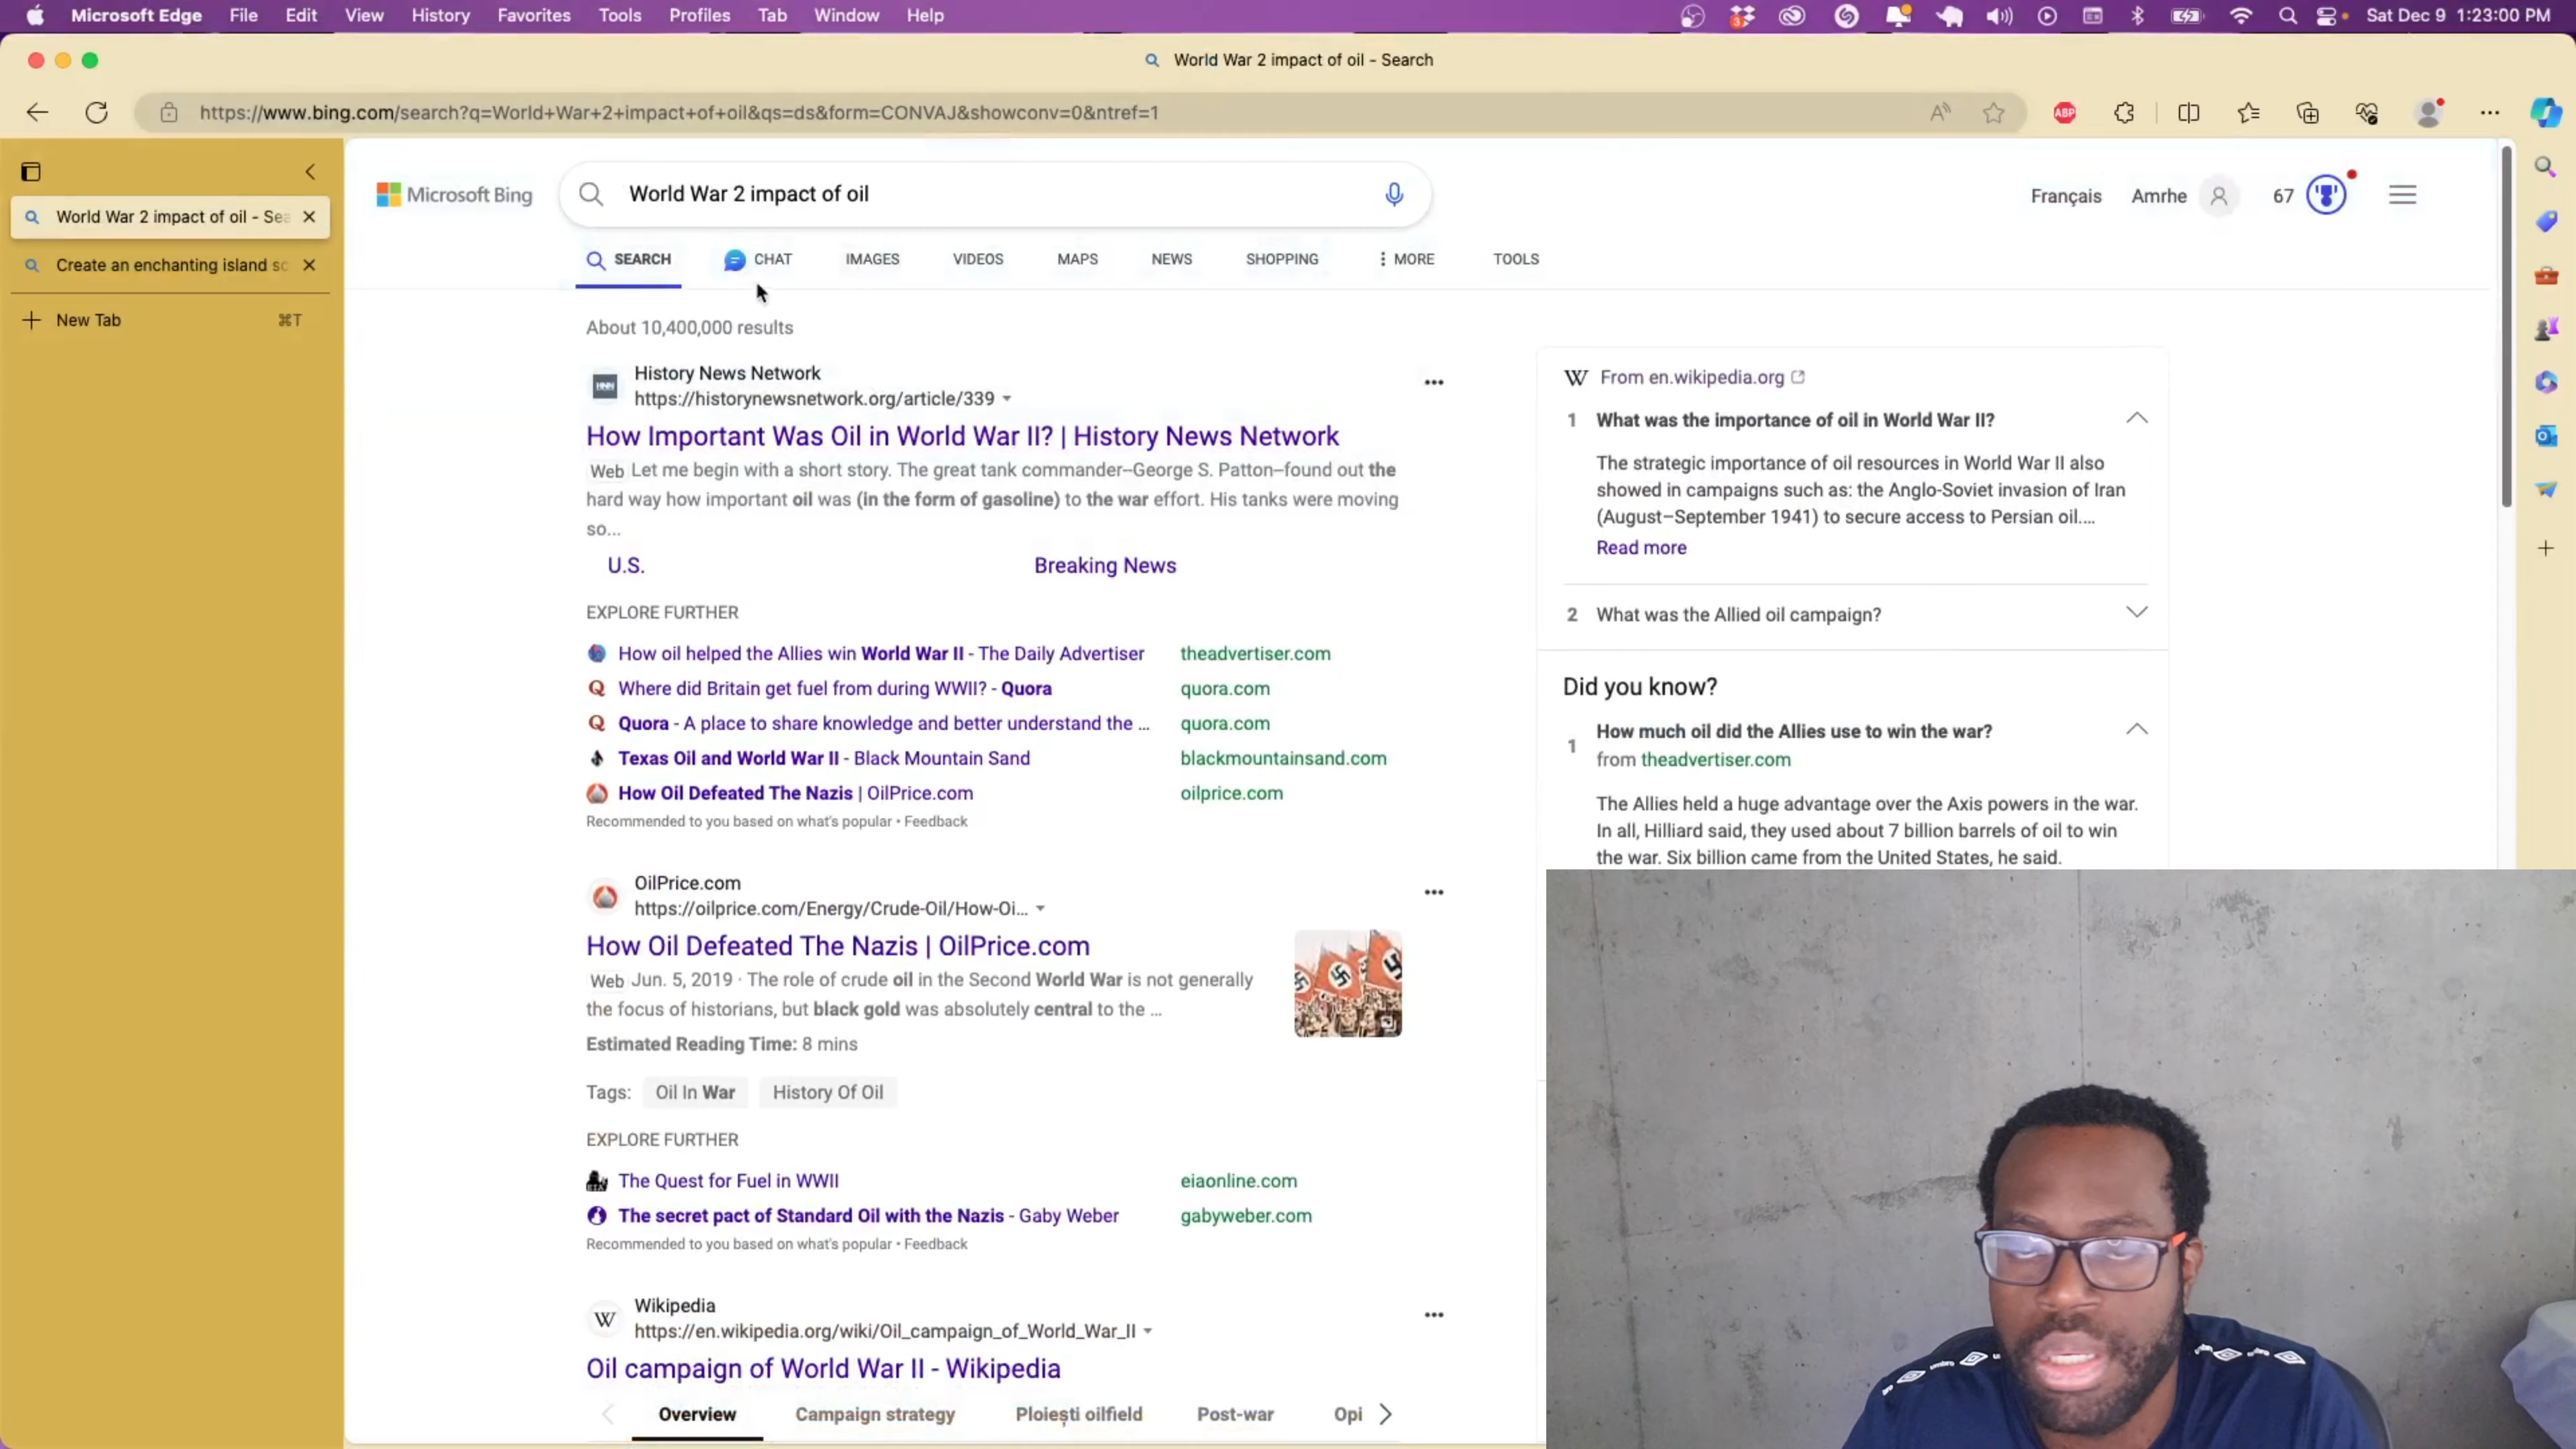 Microsoft Edge File Edit View History Favorites Tools Profiles Tab Window Help
3
Sat Dec 9 1:23:00 PM
World War 2 impact of oil – Search
https://www.bing.com/search?q=World+War+2+impact+of+oil&qs=ds&form=CONVAJ&showconv=0&ntref=1
ABP
World War 2 impact of oil - Sea
Create an enchanting island sc
New Tab ⌘T
Microsoft Bing
World War 2 impact of oil
Français Amrhe 67
SEARCH CHAT IMAGES VIDEOS MAPS NEWS SHOPPING MORE TOOLS
About 10,400,000 results
HNN
History News Network
https://historynewsnetwork.org/article/339
How Important Was Oil in World War II? | History News Network
Web Let me begin with a short story. The great tank commander–George S. Patton–found out the
hard way how important oil was (in the form of gasoline) to the war effort. His tanks were moving
so...
U.S. Breaking News
EXPLORE FURTHER
How oil helped the Allies win World War II - The Daily Advertiser theadvertiser.com
Where did Britain get fuel from during WWII? - Quora quora.com
Quora - A place to share knowledge and better understand the ... quora.com
Texas Oil and World War II - Black Mountain Sand blackmountainsand.com
How Oil Defeated The Nazis | OilPrice.com oilprice.com
Recommended to you based on what's popular • Feedback
OilPrice.com
https://oilprice.com/Energy/Crude-Oil/How-Oi...
How Oil Defeated The Nazis | OilPrice.com
Web Jun. 5, 2019 · The role of crude oil in the Second World War is not generally
the focus of historians, but black gold was absolutely central to the ...
Estimated Reading Time: 8 mins
Tags: Oil In War History Of Oil
EXPLORE FURTHER
The Quest for Fuel in WWII eiaonline.com
The secret pact of Standard Oil with the Nazis - Gaby Weber gabyweber.com
Recommended to you based on what's popular • Feedback
W
Wikipedia
https://en.wikipedia.org/wiki/Oil_campaign_of_World_War_II
Oil campaign of World War II - Wikipedia
Overview Campaign strategy Ploiești oilfield Post-war Opi
W From en.wikipedia.org
1 What was the importance of oil in World War II?
The strategic importance of oil resources in World War II also
showed in campaigns such as: the Anglo-Soviet invasion of Iran
(August–September 1941) to secure access to Persian oil....
Read more
2 What was the Allied oil campaign?
Did you know?
1 How much oil did the Allies use to win the war?
from theadvertiser.com
The Allies held a huge advantage over the Axis powers in the war.
In all, Hilliard said, they used about 7 billion barrels of oil to win
the war. Six billion came from the United States, he said.
umbro